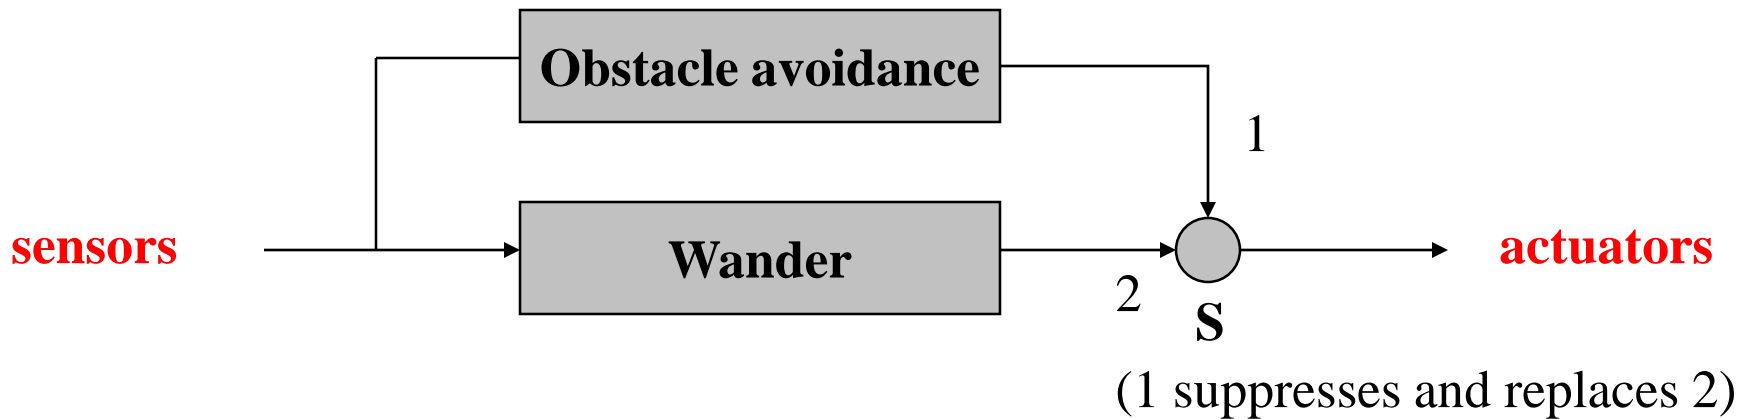 Obstacle avoidance
1
sensors
Wander
actuators
2
S
(1 suppresses and replaces 2)